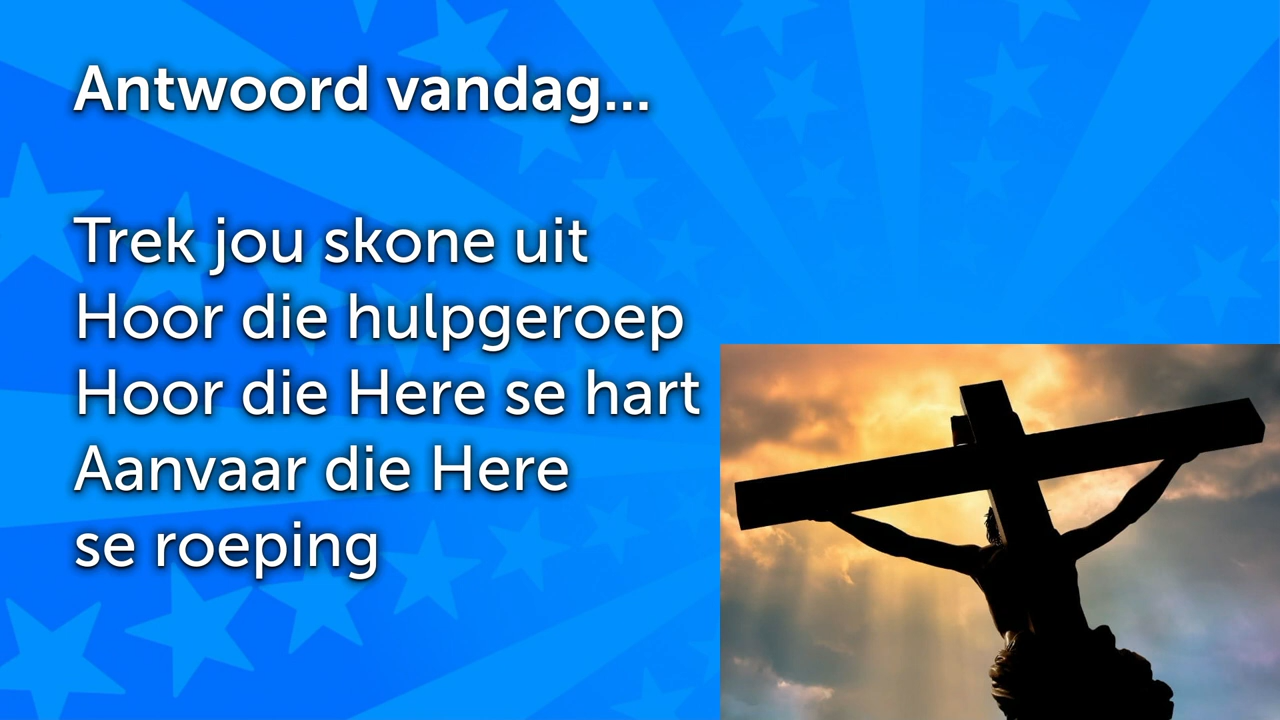 Antwoord vandag...
Trek jou skone uit
Hoor die hulpgeroep
Hoor die Here se hart
Aanvaar die Here
se roeping